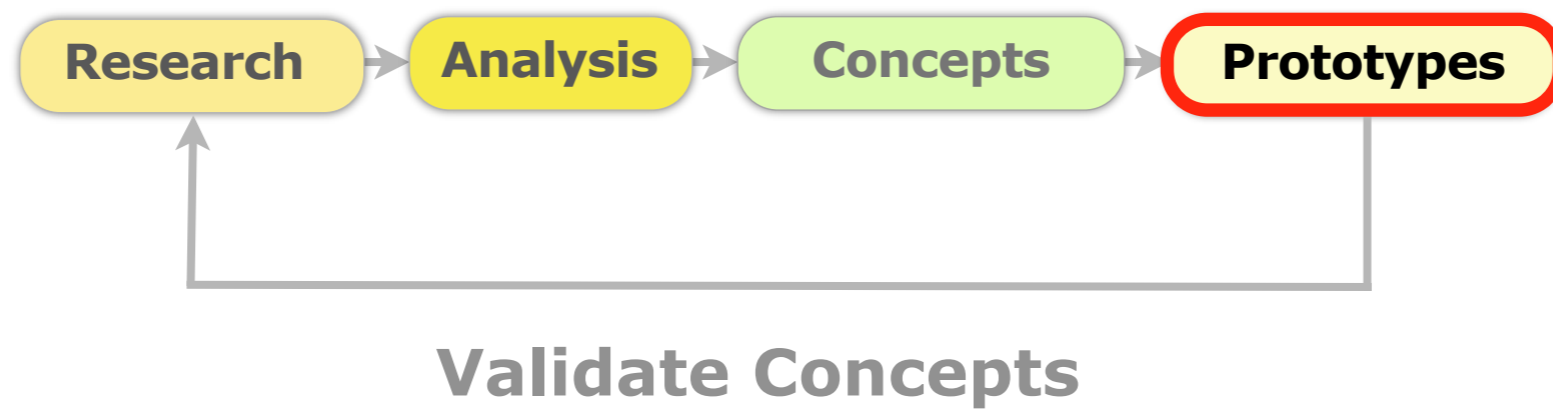 Research
Analysis
Concepts
Prototypes
Validate Concepts